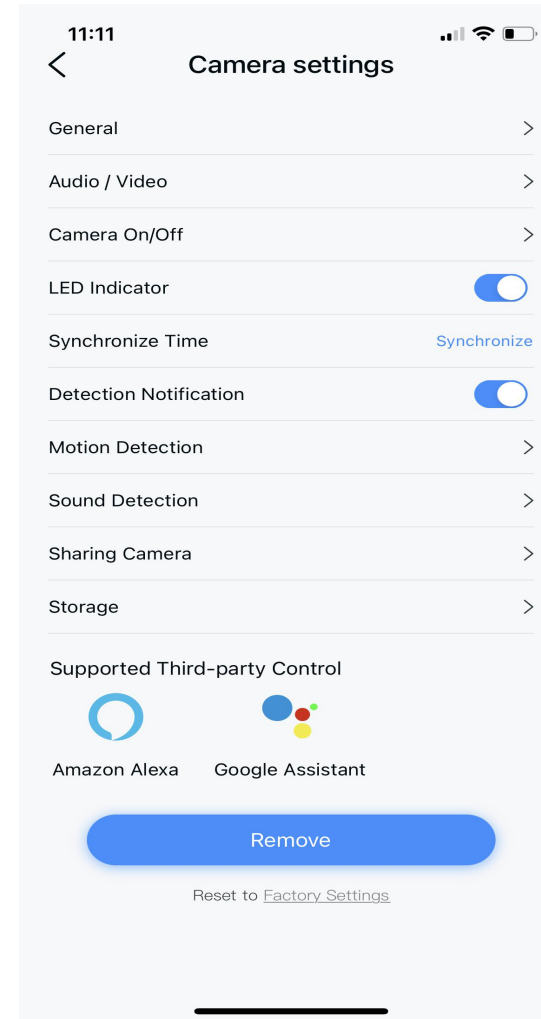 11:11
Camera settings
General
Audio / Video
Camera On/Off
LED Indicator
Synchronize Time Synchronize
Detection Notification
Motion Detection
Sound Detection
Sharing Camera
Storage
Supported Third-party Control
Amazon Alexa Google Assistant
Remove
Reset to Factory Settings